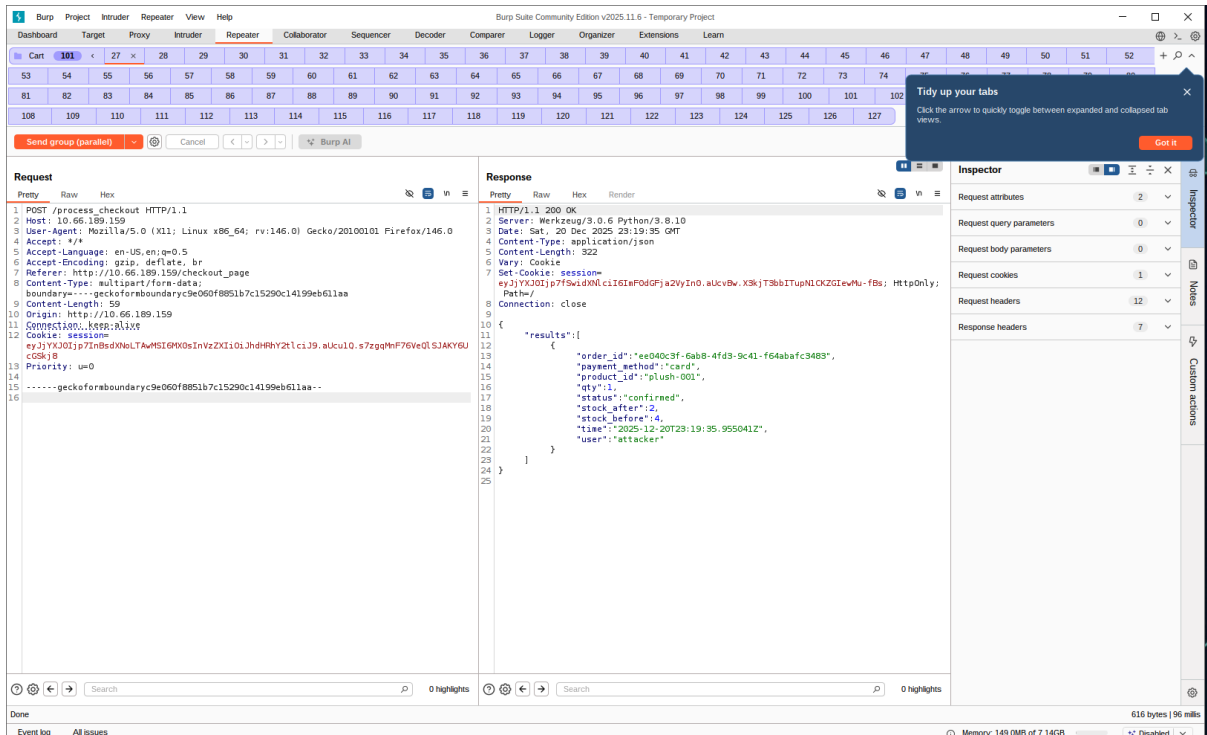 Burp Project Intruder Repeater View Help Burp Suite Community Edition v2025.11.6 - Temporary Project
Dashboard Target Proxy Intruder Repeater Collaborator Sequencer Decoder Comparer Logger Organizer Extensions Learn
Cart 101 < 27 × 28 29 30 31 32 33 34 35 36 37 38 39 40 41 42 43 44 45 46 47 48 49 50 51 52 +
53 54 55 56 57 58 59 60 61 62 63 64 65 66 67 68 69 70 71 72 73 74
81 82 83 84 85 86 87 88 89 90 91 92 93 94 95 96 97 98 99 100 101 102
108 109 110 111 112 113 114 115 116 117 118 119 120 121 122 123 124 125 126 127
Tidy up your tabs
Click the arrow to quickly toggle between expanded and collapsed tab
views.
Got it
Send group (parallel) Cancel < > Burp AI
Request
Pretty Raw Hex \n
1 POST /process_checkout HTTP/1.1
2 Host: 10.66.189.159
3 User-Agent: Mozilla/5.0 (X11; Linux x86_64; rv:146.0) Gecko/20100101 Firefox/146.0
4 Accept: */*
5 Accept-Language: en-US,en;q=0.5
6 Accept-Encoding: gzip, deflate, br
7 Referer: http://10.66.189.159/checkout_page
8 Content-Type: multipart/form-data;
boundary=----geckoformboundaryc9e060f8851b7c15290c14199eb611aa
9 Content-Length: 59
10 Origin: http://10.66.189.159
11 Connection: keep-alive
12 Cookie: session=
eyJjYXJ0Ijp7InBsdXNoLTAwMSI6MX0sInVzZXIiOiJhdHRhY2tlciJ9.aUcu1Q.s7zgqMnF76VeQlSJAKY6U
cGSkj8
13 Priority: u=0
14
15 ------geckoformboundaryc9e060f8851b7c15290c14199eb611aa--
16
Response
Pretty Raw Hex Render \n
1 HTTP/1.1 200 OK
2 Server: Werkzeug/3.0.6 Python/3.8.10
3 Date: Sat, 20 Dec 2025 23:19:35 GMT
4 Content-Type: application/json
5 Content-Length: 322
6 Vary: Cookie
7 Set-Cookie: session=
eyJjYXJ0Ijp7fSwidXNlciI6ImF0dGFja2VyIn0.aUcvBw.X3kjT3bbITupN1CKZGIewMu-fBs; HttpOnly;
Path=/
8 Connection: close
9
10 {
11 "results":[
12 {
13 "order_id":"ee040c3f-6ab8-4fd3-9c41-f64abafc3483",
14 "payment_method":"card",
15 "product_id":"plush-001",
16 "qty":1,
17 "status":"confirmed",
18 "stock_after":2,
19 "stock_before":4,
20 "time":"2025-12-20T23:19:35.955041Z",
21 "user":"attacker"
22 }
23 ]
24 }
25
Inspector
Request attributes 2
Request query parameters 0
Request body parameters 0
Request cookies 1
Request headers 12
Response headers 7
Inspector
Notes
Custom actions
Search 0 highlights
Search 0 highlights
Done 616 bytes | 96 millis
Event log All issues Memory: 149.0MB of 7.14GB Disabled